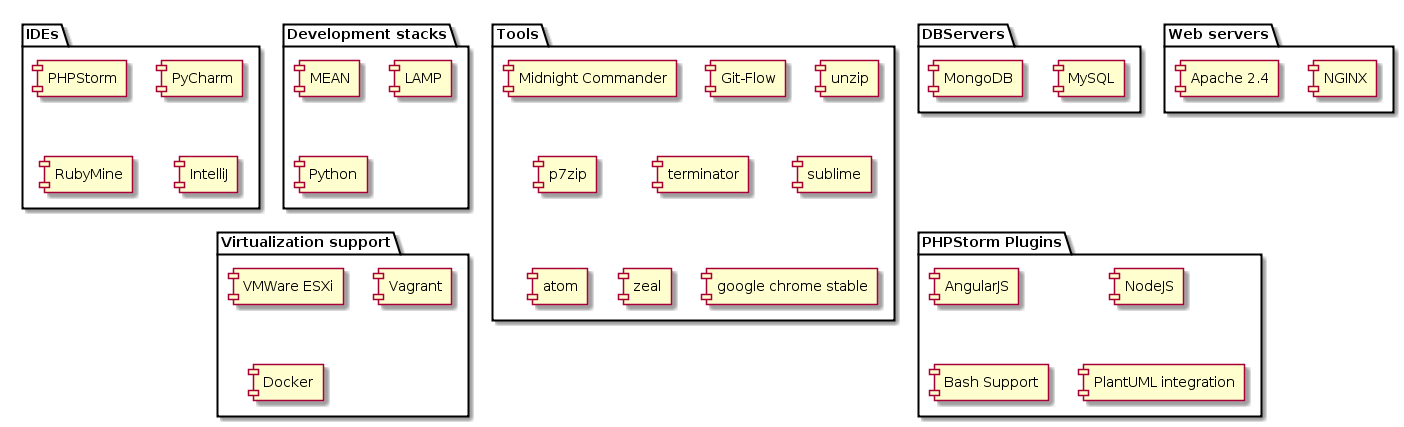 IDEs
PHPStorm
PyCharm
RubyMine
IntelliJ
Development stacks
MEAN
LAMP
Python
Tools
Midnight Commander
Git-Flow
unzip
p7zip
terminator
sublime
atom
zeal
google chrome stable
DBServers
MongoDB
MySQL
Web servers
Apache 2.4
NGINX
Virtualization support
VMWare ESXi
Vagrant
Docker
PHPStorm Plugins
AngularJS
NodeJS
Bash Support
PlantUML integration